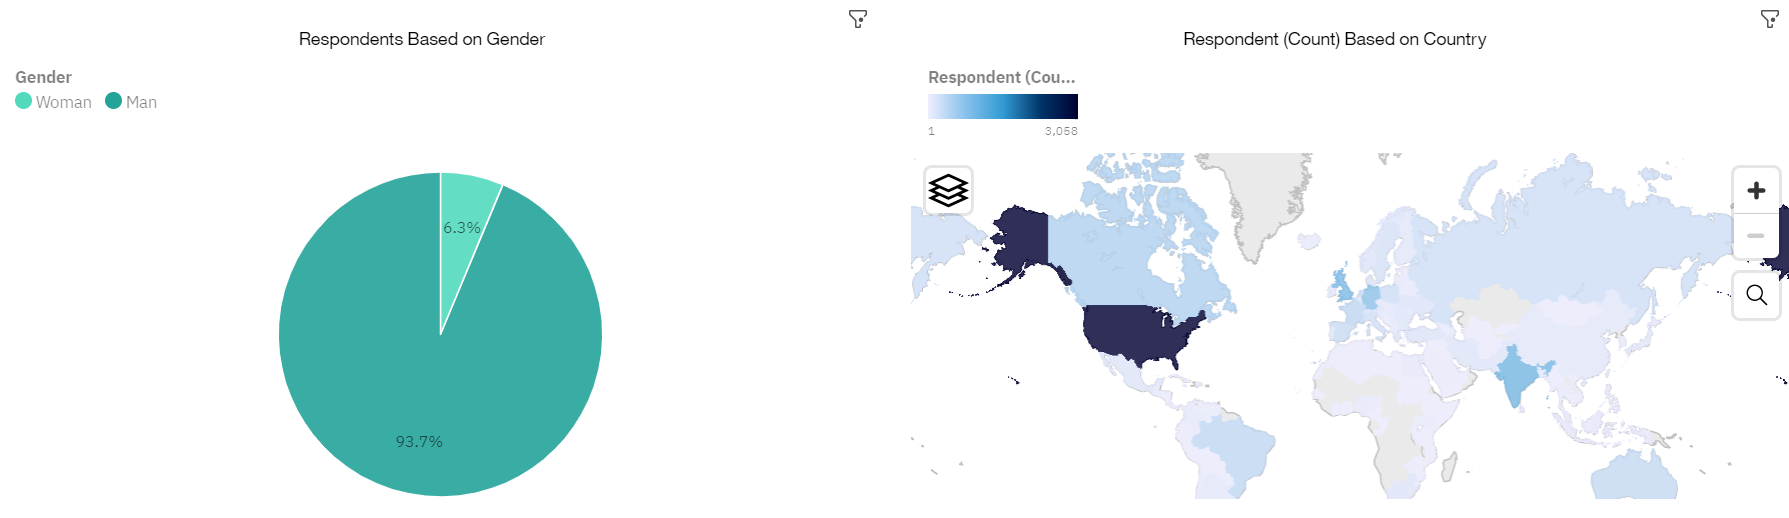 Respondents Based on Gender
Gender
Woman Man
6.3%
93.7%
Respondent (Count) Based on Country
Respondent (Cou...
1 3,058